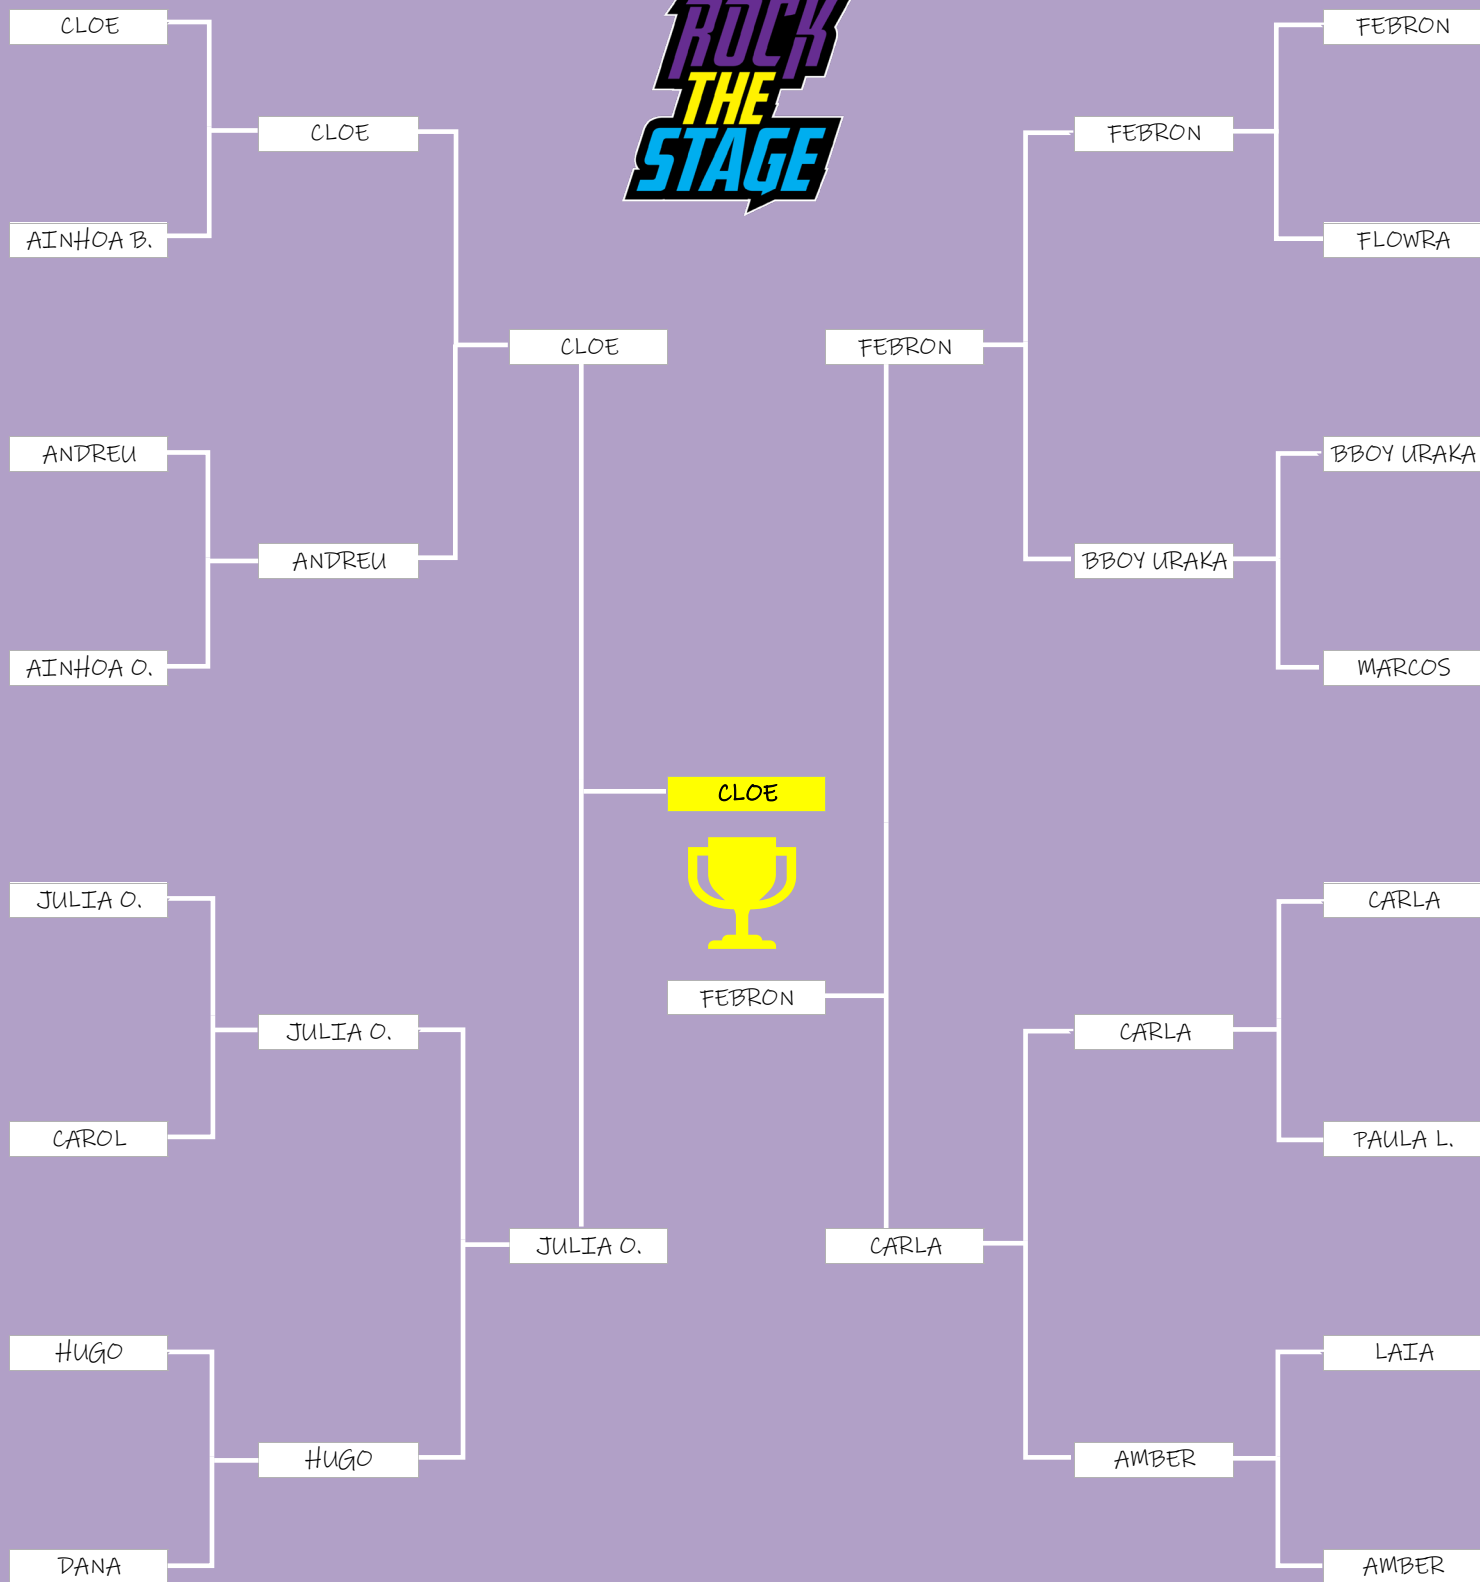 ROCK
THE
STAGE
CLOE
FEBRON
CLOE
FEBRON
AINHOA B.
FLOWRA
CLOE
FEBRON
ANDREU
BBOY URAKA
ANDREU
BBOY URAKA
AINHOA O.
MARCOS
CLOE
JULIA O.
CARLA
FEBRON
JULIA O.
CARLA
CAROL
PAULA L.
JULIA O.
CARLA
HUGO
LAIA
HUGO
AMBER
DANA
AMBER